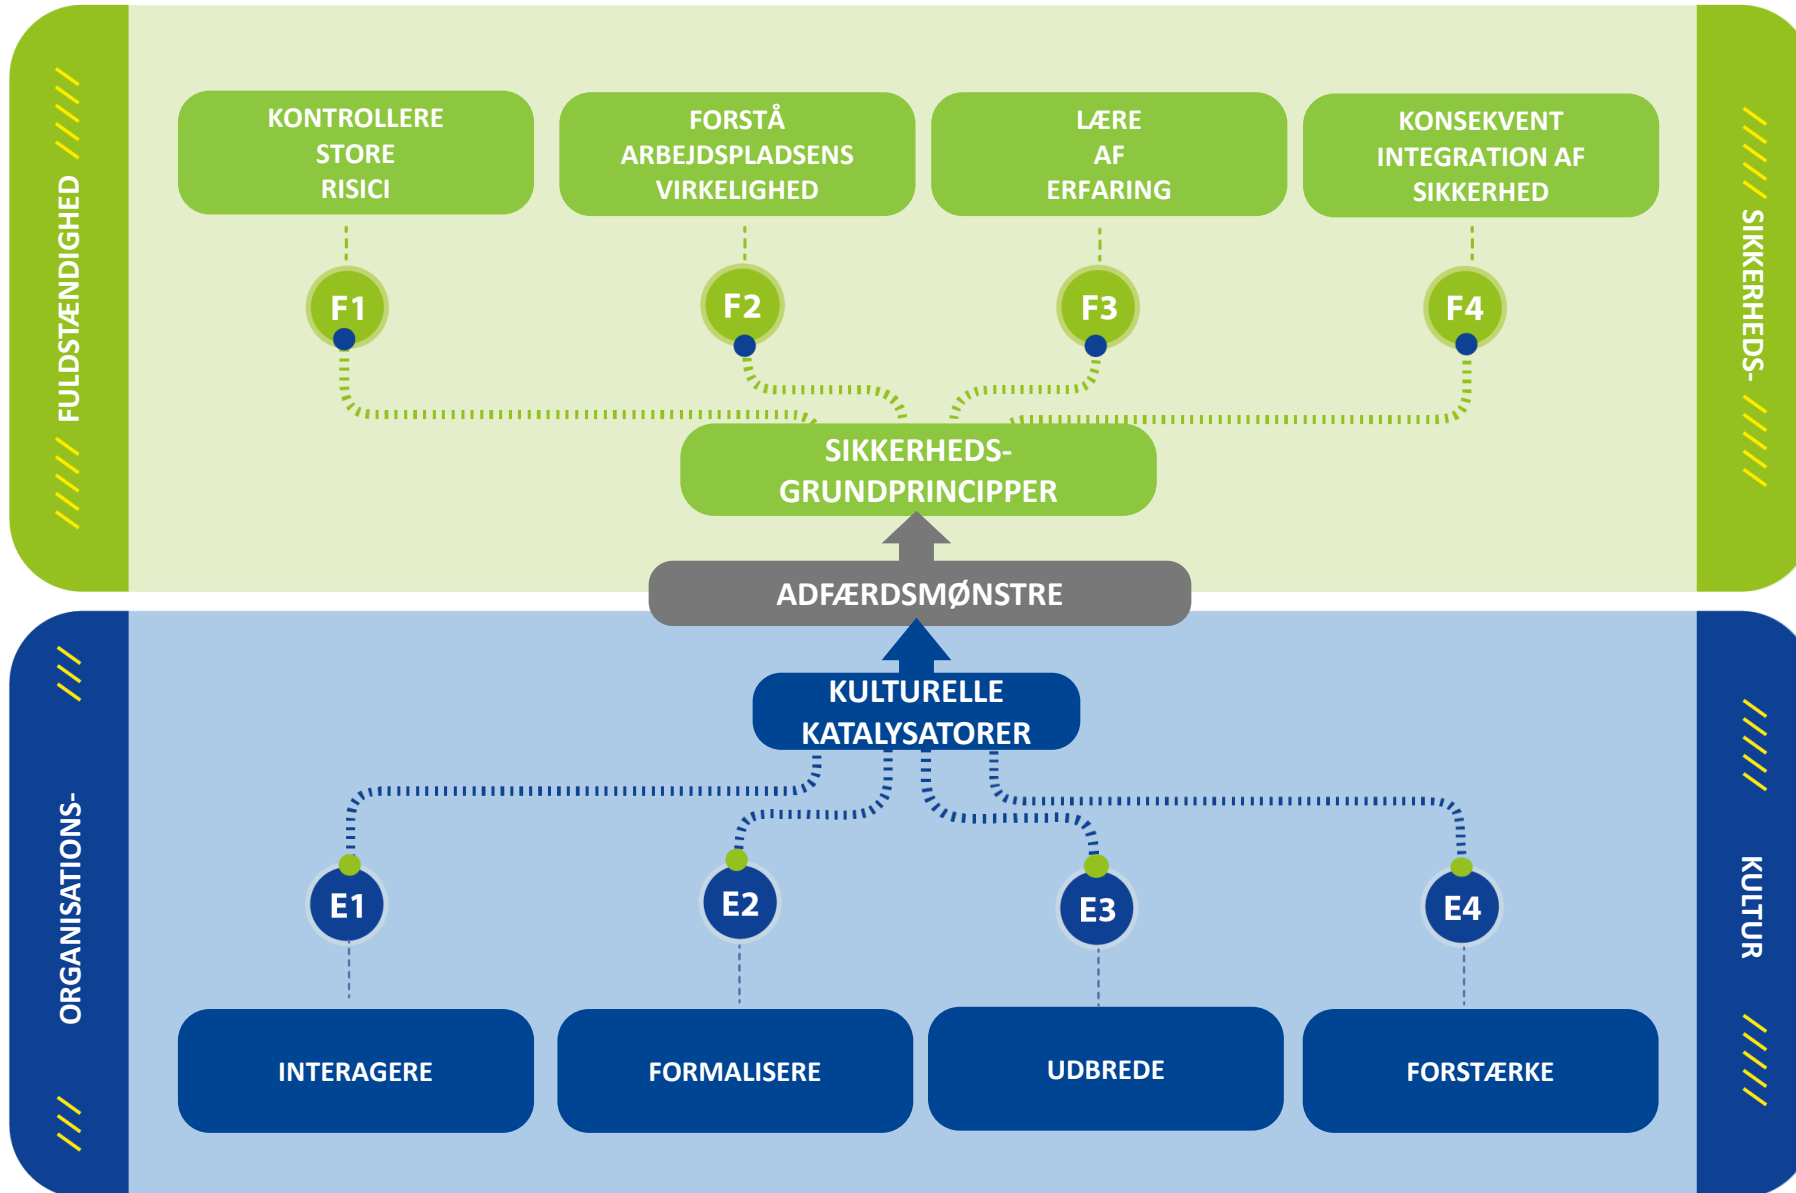 FULDSTÆNDIGHED
SIKKERHEDS-
KONTROLLERE
STORE
RISICI
FORSTÅ
ARBEJDSPLADSENS
VIRKELIGHED
LÆRE
AF
ERFARING
KONSEKVENT
INTEGRATION AF
SIKKERHED
F1
F2
F3
F4
SIKKERHEDS-
GRUNDPRINCIPPER
ADFÆRDSMØNSTRE
KULTURELLE
KATALYSATORER
ORGANISATIONS-
KULTUR
E1
E2
E3
E4
INTERAGERE
FORMALISERE
UDBREDE
FORSTÆRKE